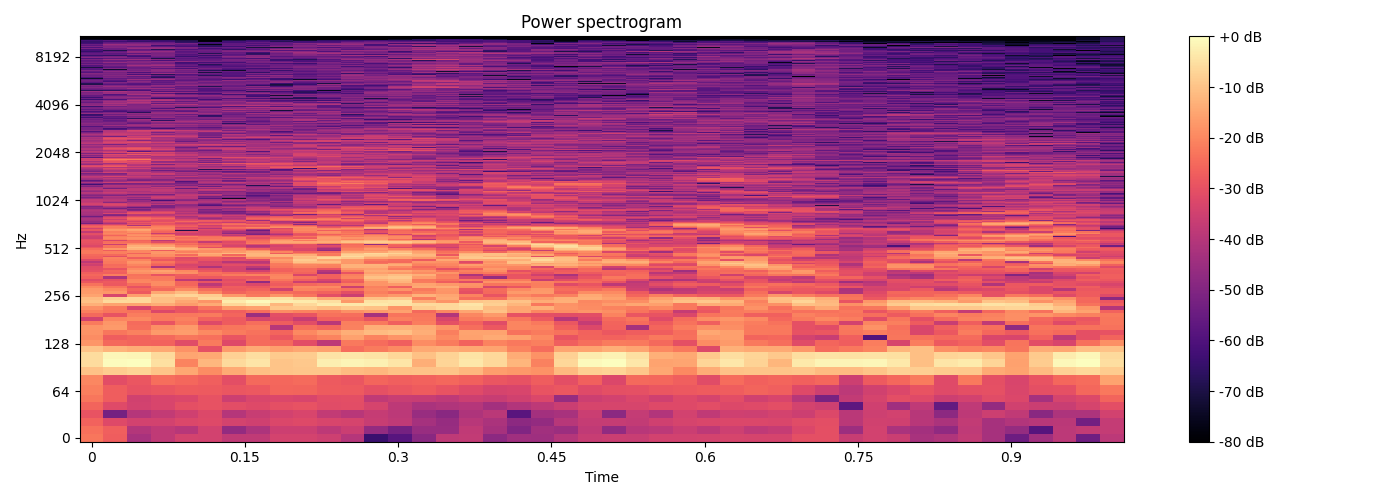 Power spectrogram
Hz
8192
4096
2048
1024
512
256
128
64
0
0 0.15 0.3 0.45 0.6 0.75 0.9
Time
+0 dB
-10 dB
-20 dB
-30 dB
-40 dB
-50 dB
-60 dB
-70 dB
-80 dB